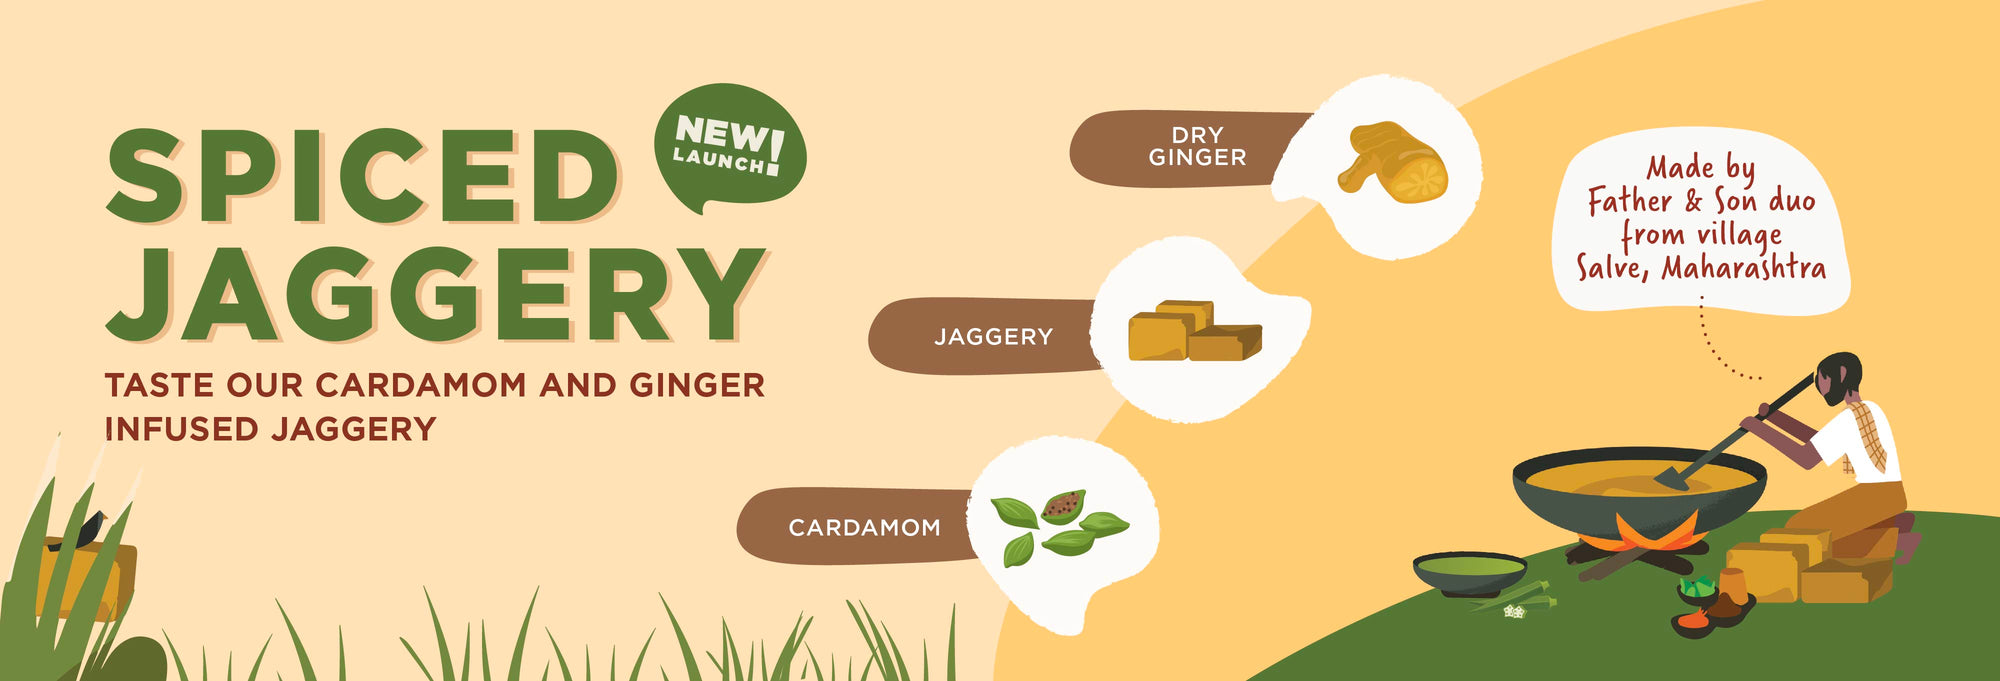 SPICED
JAGGERY
NEW!
LAUNCH!
TASTE OUR CARDAMOM AND GINGER
INFUSED JAGGERY
DRY
GINGER
JAGGERY
CARDAMOM
Made by
Father & Son duo
from village
Salve, Maharashtra